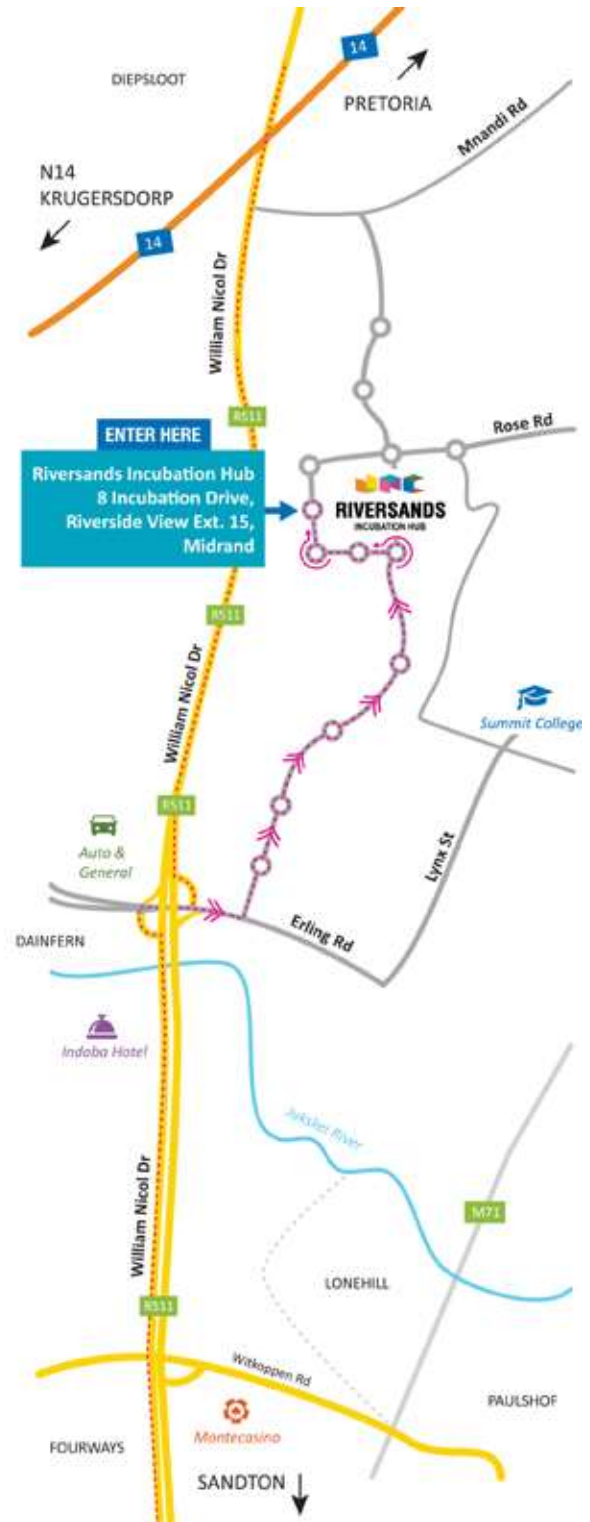 14
DIEPSLOOT
PRETORIA
Mnandi Rd
N14
KRUGERSDORP
14
William Nicol Dr
R511
Rose Rd
ENTER HERE
Riversands Incubation Hub
8 Incubation Drive,
Riverside View Ext. 15,
Midrand
RIVERSANDS
INCUBATION HUB
R511
William Nicol Dr
Summit College
R511
Auto &
General
Lynx St
Erling Rd
DAINFERN
Indaba Hotel
Jukskei River
William Nicol Dr
M71
LONEHILL
R511
Witkoppen Rd
PAULSHOF
Montecasino
FOURWAYS
SANDTON